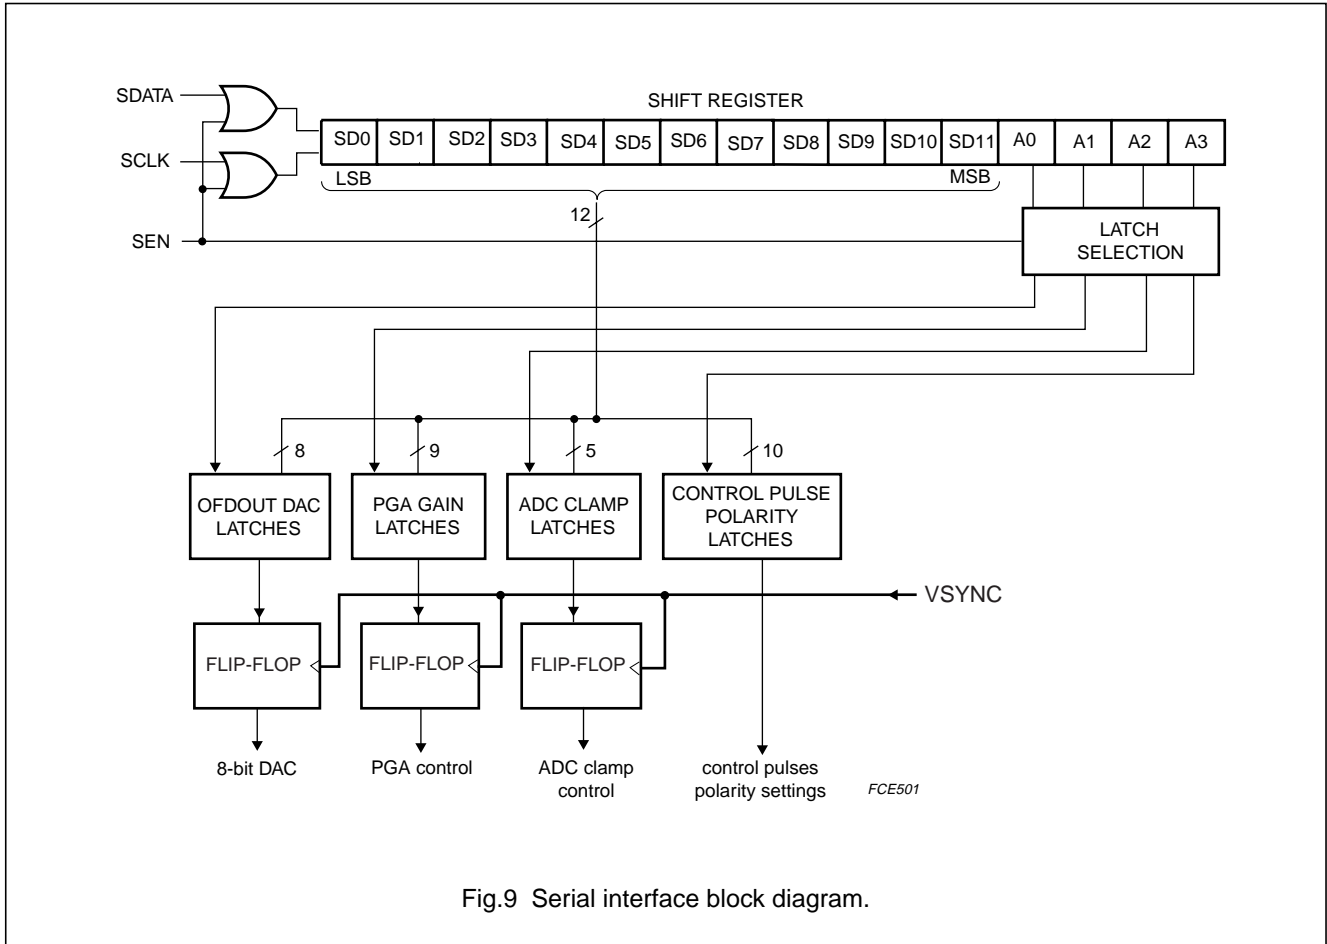 SDATA
SHIFT REGISTER
SD0 SD1 SD2 SD3 SD4 SD5 SD6 SD7 SD8 SD9 SD10 SD11 A0 A1 A2 A3
SCLK
LSB MSB
12
SEN
LATCH
SELECTION
8 9 5 10
OFDOUT DAC
LATCHES
PGA GAIN
LATCHES
ADC CLAMP
LATCHES
CONTROL PULSE
POLARITY
LATCHES
VSYNC
FLIP-FLOP FLIP-FLOP FLIP-FLOP
8-bit DAC
PGA control
ADC clamp
control
control pulses
polarity settings
FCE501
Fig.9 Serial interface block diagram.